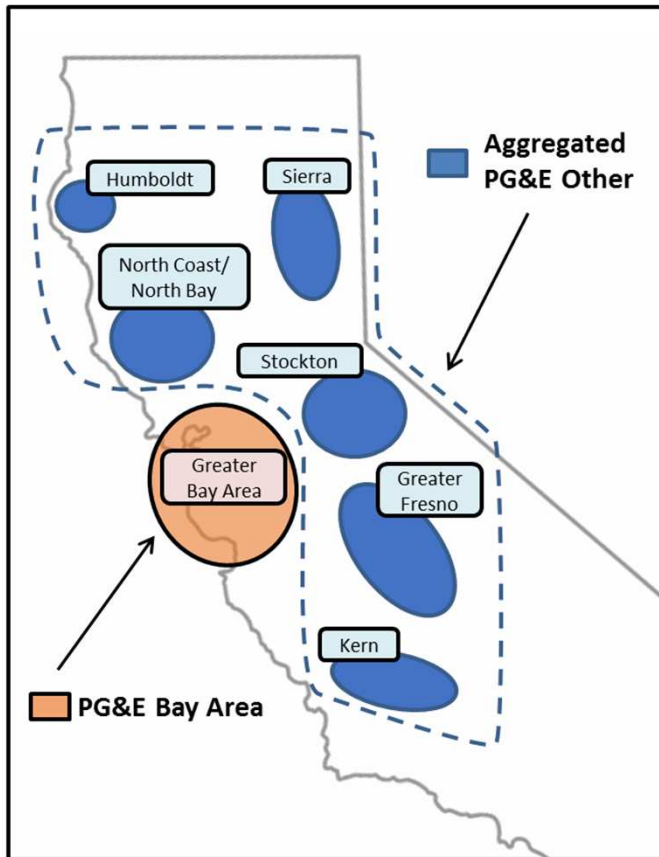 Aggregated
PG&E Other
Humboldt
Sierra
North Coast/
North Bay
Stockton
Greater
Bay Area
Greater
Fresno
Kern
PG&E Bay Area